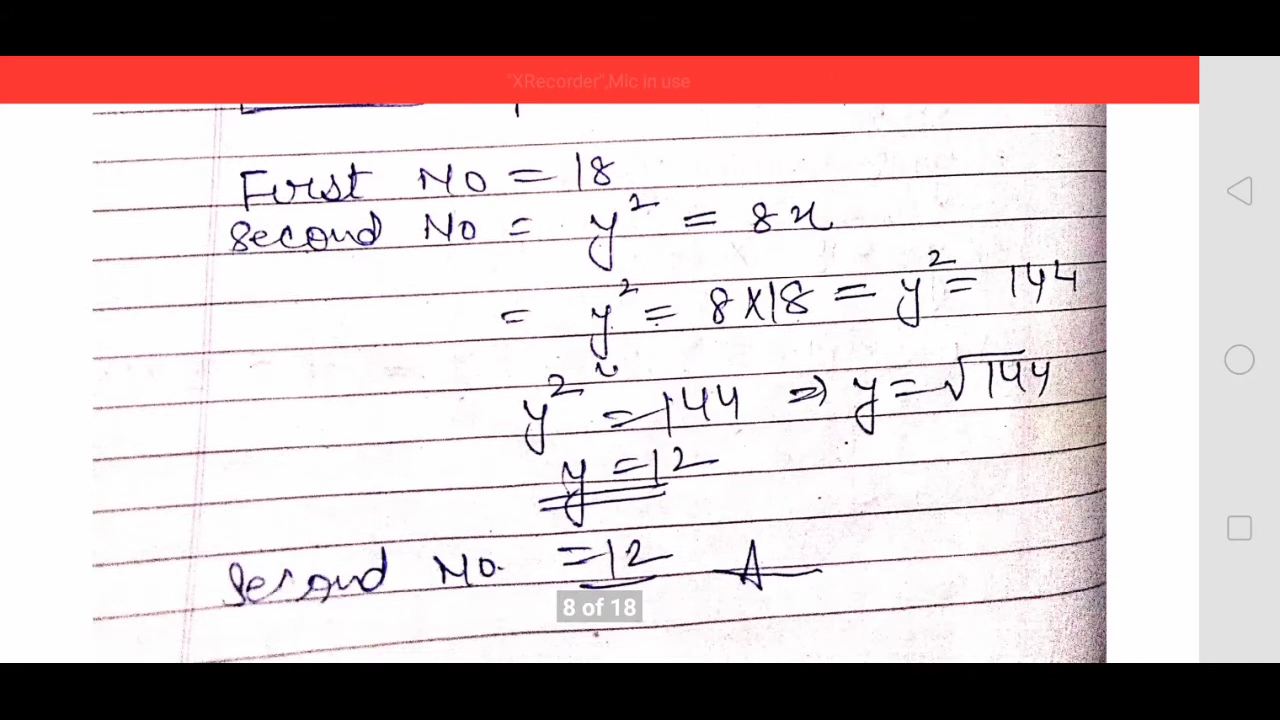 "XRecorder",Mic in use
First No = 18
second No = y² = 8x
= y² = 8×18 = y² = 144
y² = 144 ⇒ y = √144
y = 12
Second No. = 12 A
8 of 18